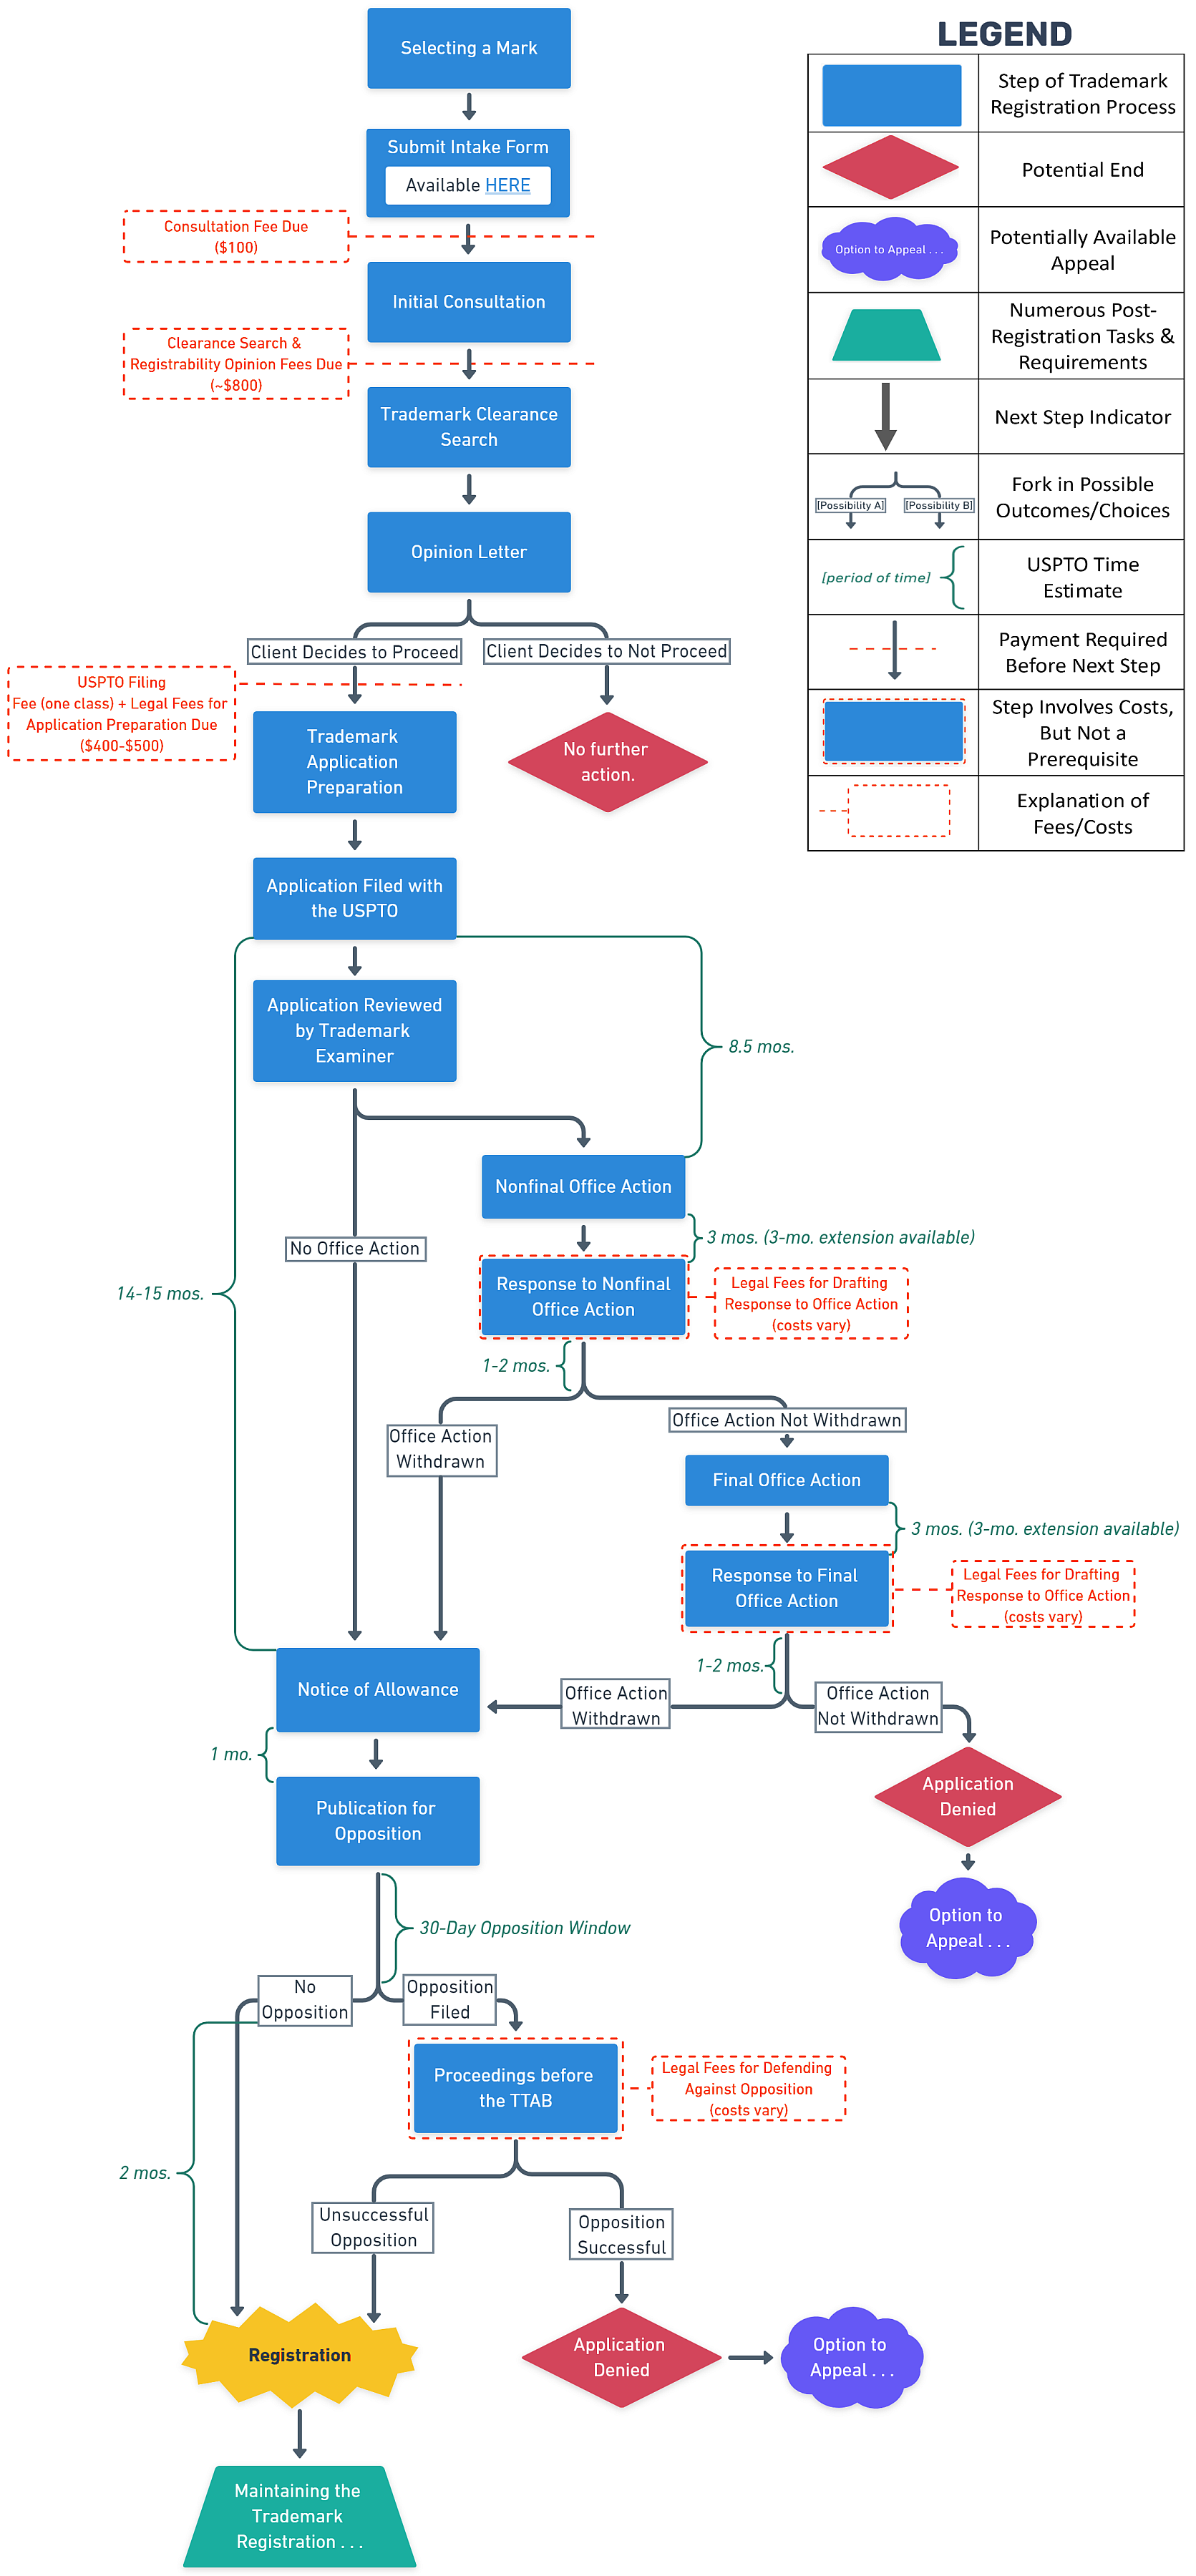 Selecting a Mark
Submit Intake Form
Available HERE
Consultation Fee Due
($100)
Initial Consultation
Clearance Search &
Registrability Opinion Fees Due
(~$800)
Trademark Clearance
Search
Opinion Letter
Client Decides to Proceed
Client Decides to Not Proceed
USPTO Filing
Fee (one class) + Legal Fees for
Application Preparation Due
($400-$500)
Trademark
Application
Preparation
No further
action.
Application Filed with
the USPTO
Application Reviewed
by Trademark
Examiner
8.5 mos.
Nonfinal Office Action
No Office Action
3 mos. (3-mo. extension available)
14-15 mos.
Response to Nonfinal
Office Action
Legal Fees for Drafting
Response to Office Action
(costs vary)
1-2 mos.
Office Action
Withdrawn
Office Action Not Withdrawn
Final Office Action
3 mos. (3-mo. extension available)
Response to Final
Office Action
Legal Fees for Drafting
Response to Office Action
(costs vary)
1-2 mos.
Notice of Allowance
Office Action
Withdrawn
Office Action
Not Withdrawn
1 mo.
Application
Denied
Publication for
Opposition
Option to
Appeal . . .
30-Day Opposition Window
No
Opposition
Opposition
Filed
Proceedings before
the TTAB
Legal Fees for Defending
Against Opposition
(costs vary)
2 mos.
Unsuccessful
Opposition
Opposition
Successful
Registration
Application
Denied
Option to
Appeal . . .
Maintaining the
Trademark
Registration . . .
LEGEND
Step of Trademark
Registration Process
Potential End
Option to Appeal . . .
Potentially Available
Appeal
Numerous Post-
Registration Tasks &
Requirements
Next Step Indicator
[Possibility A]
[Possibility B]
Fork in Possible
Outcomes/Choices
[period of time]
USPTO Time
Estimate
Payment Required
Before Next Step
Step Involves Costs,
But Not a
Prerequisite
Explanation of
Fees/Costs